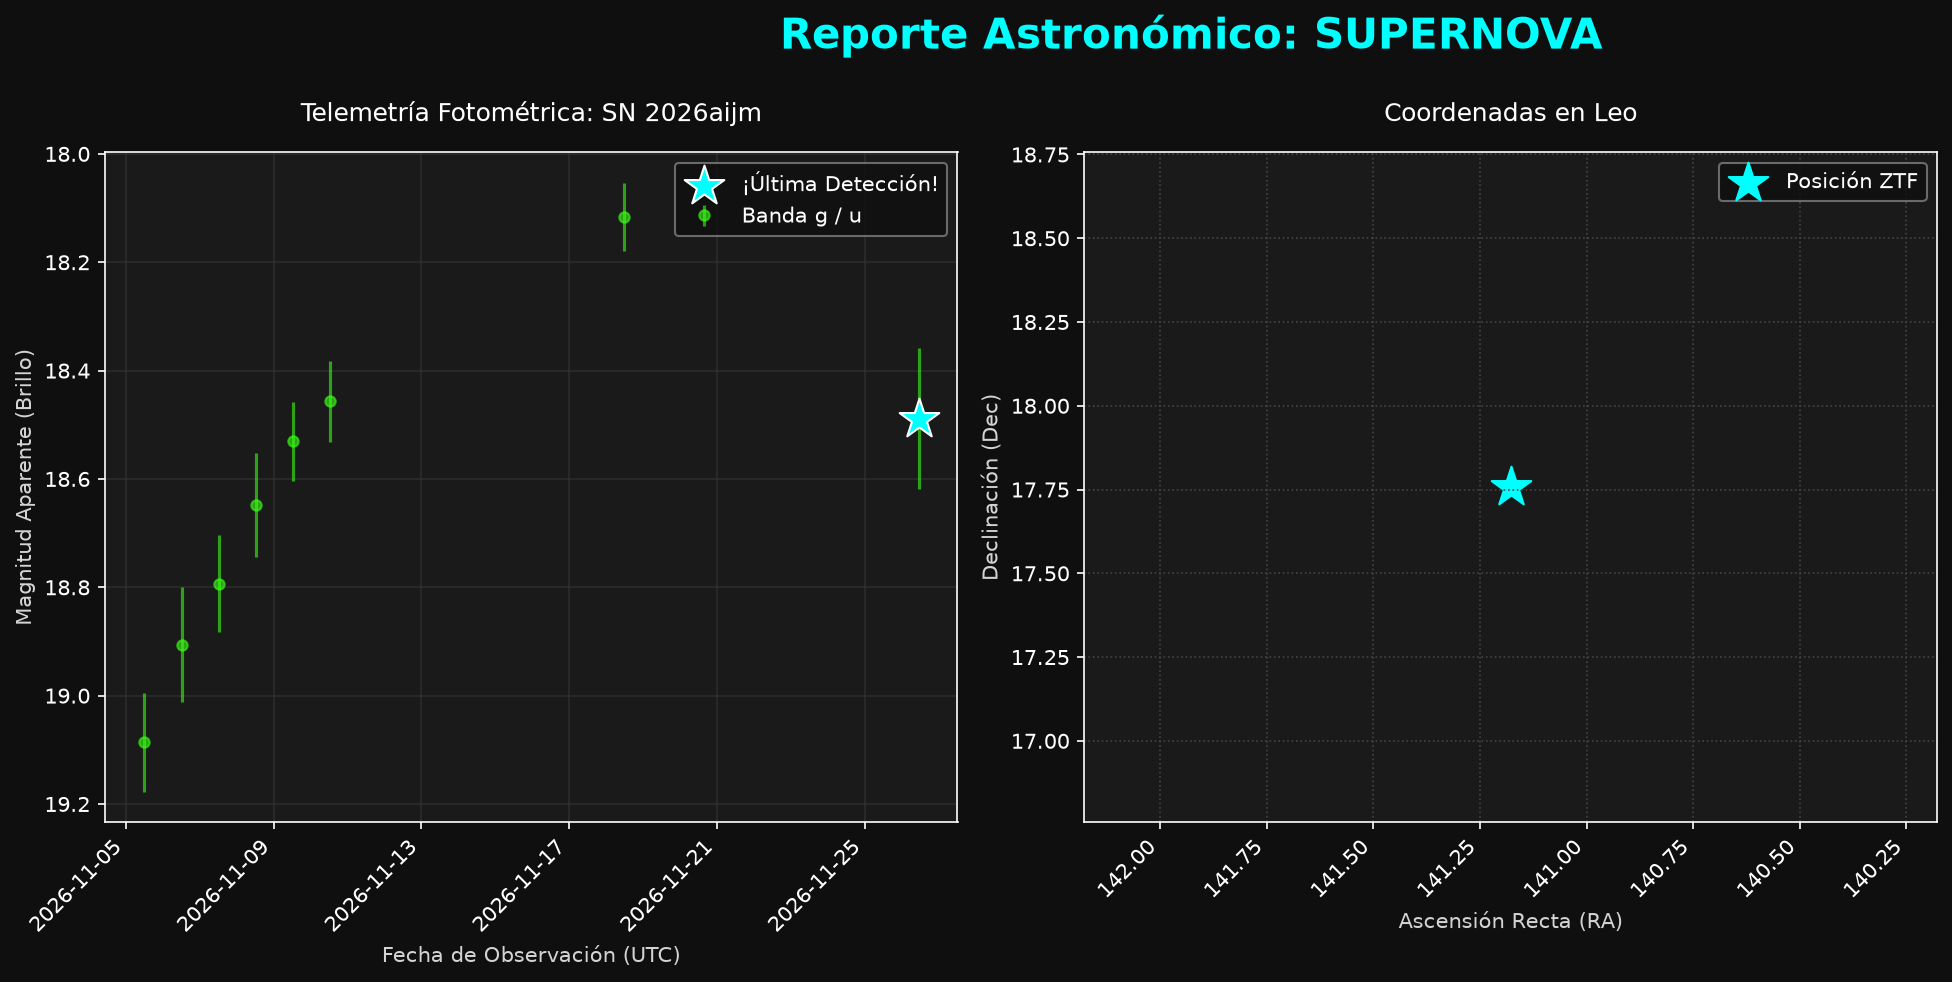 Reporte Astronómico: SUPERNOVA
Telemetría Fotométrica: SN 2026aijm
Magnitud Aparente (Brillo)
18.0
18.2
18.4
18.6
18.8
19.0
19.2
¡Última Detección!
Banda g / u
2026-11-05
2026-11-09
2026-11-13
2026-11-17
2026-11-21
2026-11-25
Fecha de Observación (UTC)
Coordenadas en Leo
Declinación (Dec)
18.75
18.50
18.25
18.00
17.75
17.50
17.25
17.00
Posición ZTF
142.00
141.75
141.50
141.25
141.00
140.75
140.50
140.25
Ascensión Recta (RA)